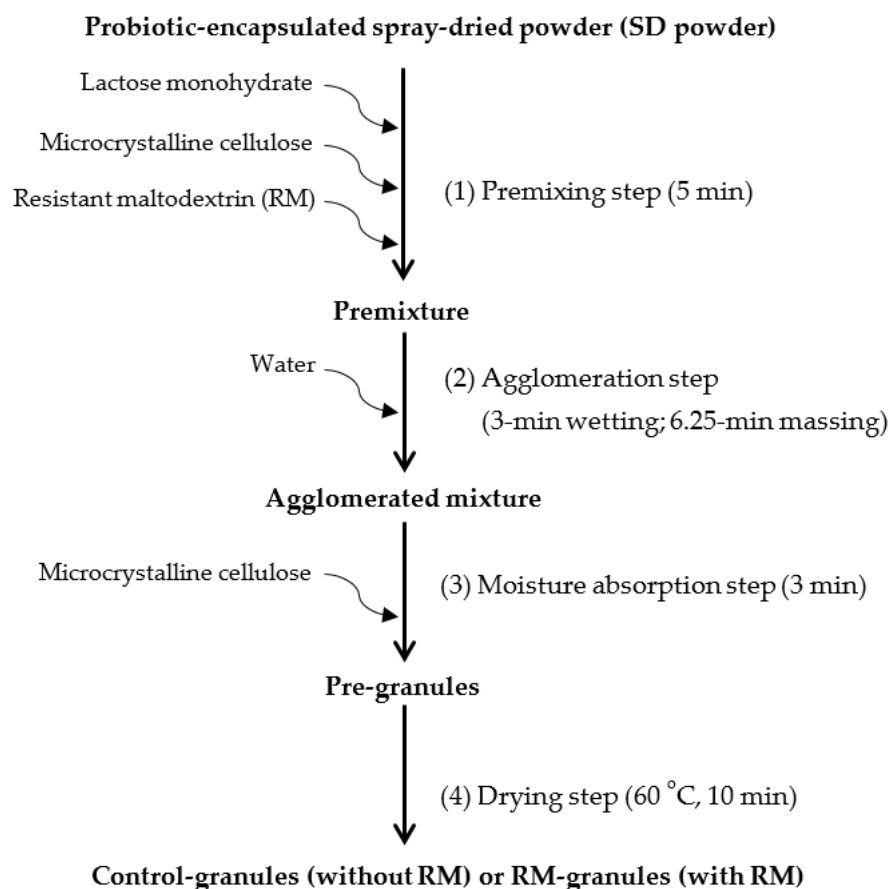 Probiotic-encapsulated spray-dried powder (SD powder)
Lactose monohydrate
Microcrystalline cellulose
Resistant maltodextrin (RM)
(1) Premixing step (5 min)
Premixture
Water
(2) Agglomeration step
(3-min wetting; 6.25-min massing)
Agglomerated mixture
Microcrystalline cellulose
(3) Moisture absorption step (3 min)
Pre-granules
(4) Drying step (60 °C, 10 min)
Control-granules (without RM) or RM-granules (with RM)